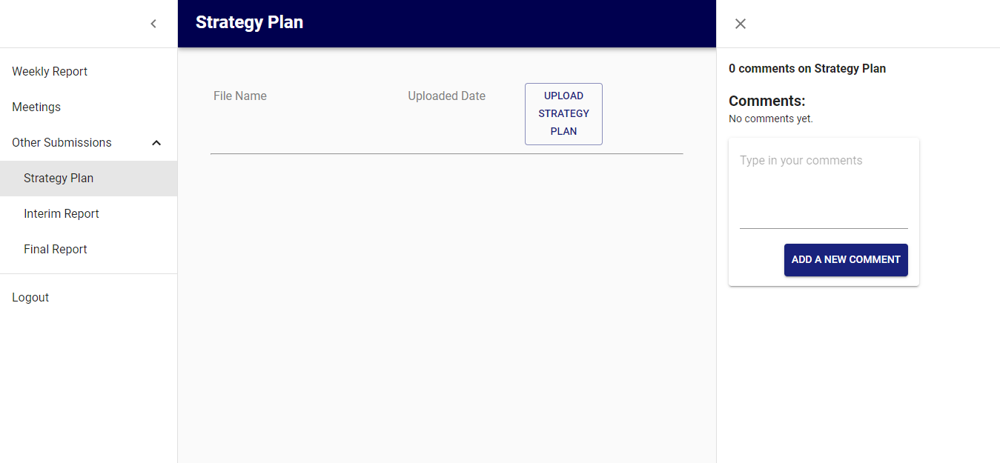 Weekly Report
Meetings
Other Submissions
Strategy Plan
Interim Report
Final Report
Logout
Strategy Plan
File Name
Uploaded Date
UPLOAD
STRATEGY
PLAN
0 comments on Strategy Plan
Comments:
No comments yet.
Type in your comments
ADD A NEW COMMENT